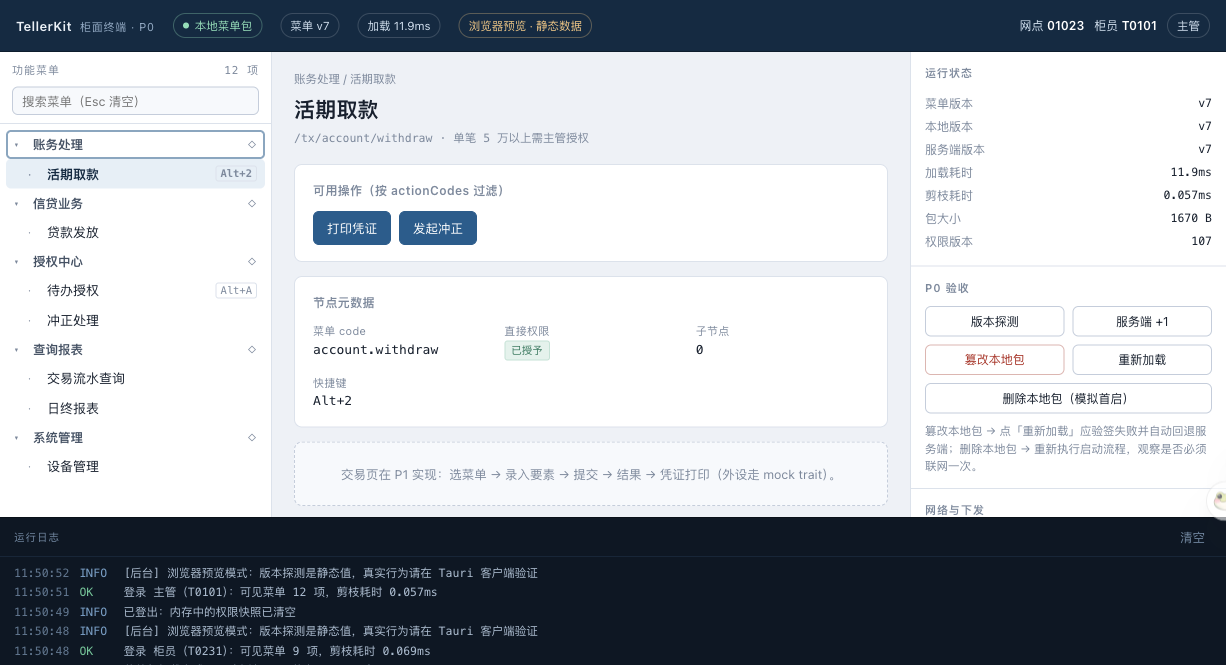 TellerKit 柜面终端 · P0 本地菜单包 菜单 v7 加载 11.9ms 浏览器预览 · 静态数据 网点 01023 柜员 T0101 主管
功能菜单 12 项
搜索菜单（Esc 清空）
账务处理
活期取款 Alt+2
信贷业务
贷款发放
授权中心
待办授权 Alt+A
冲正处理
查询报表
交易流水查询
日终报表
系统管理
设备管理
账务处理 / 活期取款
活期取款
/tx/account/withdraw · 单笔 5 万以上需主管授权
可用操作（按 actionCodes 过滤）
打印凭证 发起冲正
节点元数据
菜单 code 直接权限 子节点
account.withdraw 已授予 0
快捷键
Alt+2
交易页在 P1 实现：选菜单 → 录入要素 → 提交 → 结果 → 凭证打印（外设走 mock trait）。
运行状态
菜单版本 v7
本地版本 v7
服务端版本 v7
加载耗时 11.9ms
剪枝耗时 0.057ms
包大小 1670 B
权限版本 107
P0 验收
版本探测 服务端 +1
篡改本地包 重新加载
删除本地包（模拟首启）
篡改本地包 → 点「重新加载」应验签失败并自动回退服
务端；删除本地包 → 重新执行启动流程，观察是否必须
联网一次。
网络与下发
运行日志 清空
11:50:52 INFO [后台] 浏览器预览模式：版本探测是静态值，真实行为请在 Tauri 客户端验证
11:50:51 OK 登录 主管（T0101）：可见菜单 12 项，剪枝耗时 0.057ms
11:50:49 INFO 已登出：内存中的权限快照已清空
11:50:48 INFO [后台] 浏览器预览模式：版本探测是静态值，真实行为请在 Tauri 客户端验证
11:50:48 OK 登录 柜员（T0231）：可见菜单 9 项，剪枝耗时 0.069ms